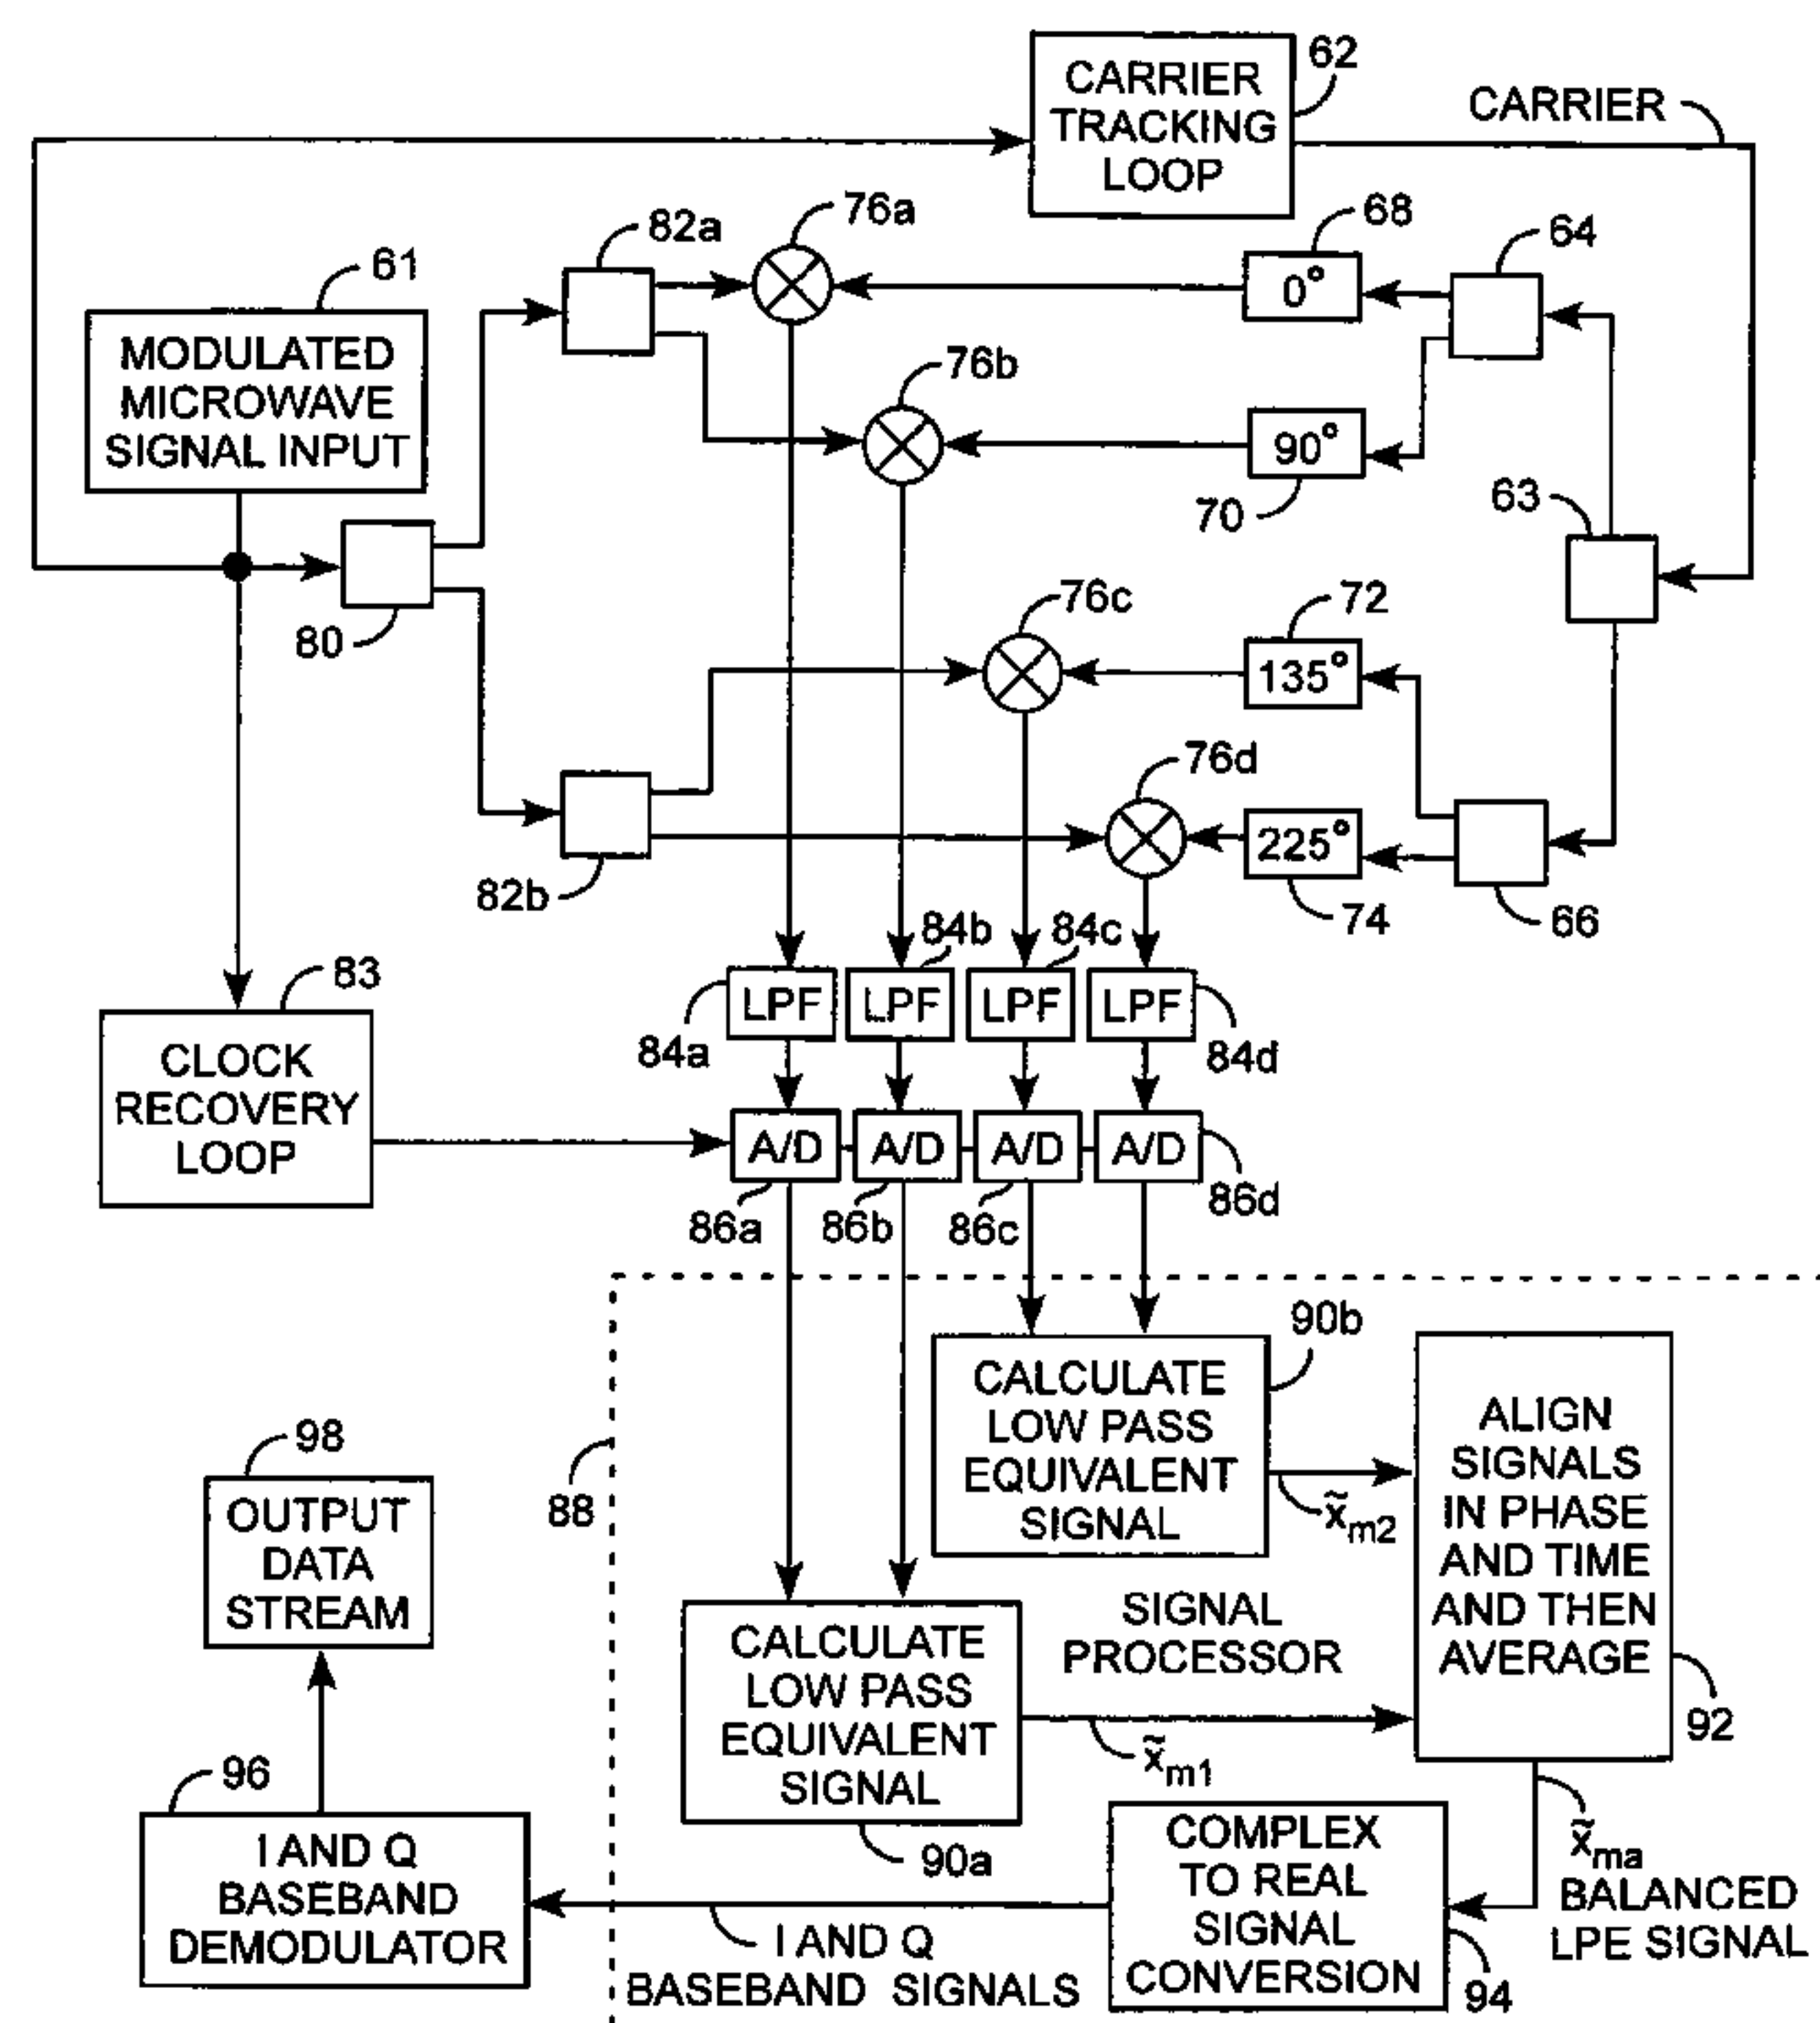 62
CARRIER
TRACKING
LOOP
CARRIER
76a
68
64
82a
61
0°
MODULATED
MICROWAVE
SIGNAL INPUT
76b
90°
70
63
80
76c
72
135°
76d
82b
225°
74
66
84b
84c
83
LPF
LPF
LPF
LPF
84a
84d
CLOCK
RECOVERY
LOOP
A/D
A/D
A/D
A/D
86a
86b
86c
86d
90b
CALCULATE
LOW PASS
EQUIVALENT
SIGNAL
ALIGN
SIGNALS
IN PHASE
AND TIME
AND THEN
AVERAGE
98
88
OUTPUT
DATA
STREAM
x̃m2
SIGNAL
PROCESSOR
CALCULATE
LOW PASS
EQUIVALENT
SIGNAL
92
x̃m1
96
90a
I AND Q
BASEBAND
DEMODULATOR
COMPLEX
TO REAL
SIGNAL
CONVERSION
x̃ma
BALANCED
LPE SIGNAL
I AND Q
BASEBAND SIGNALS
94